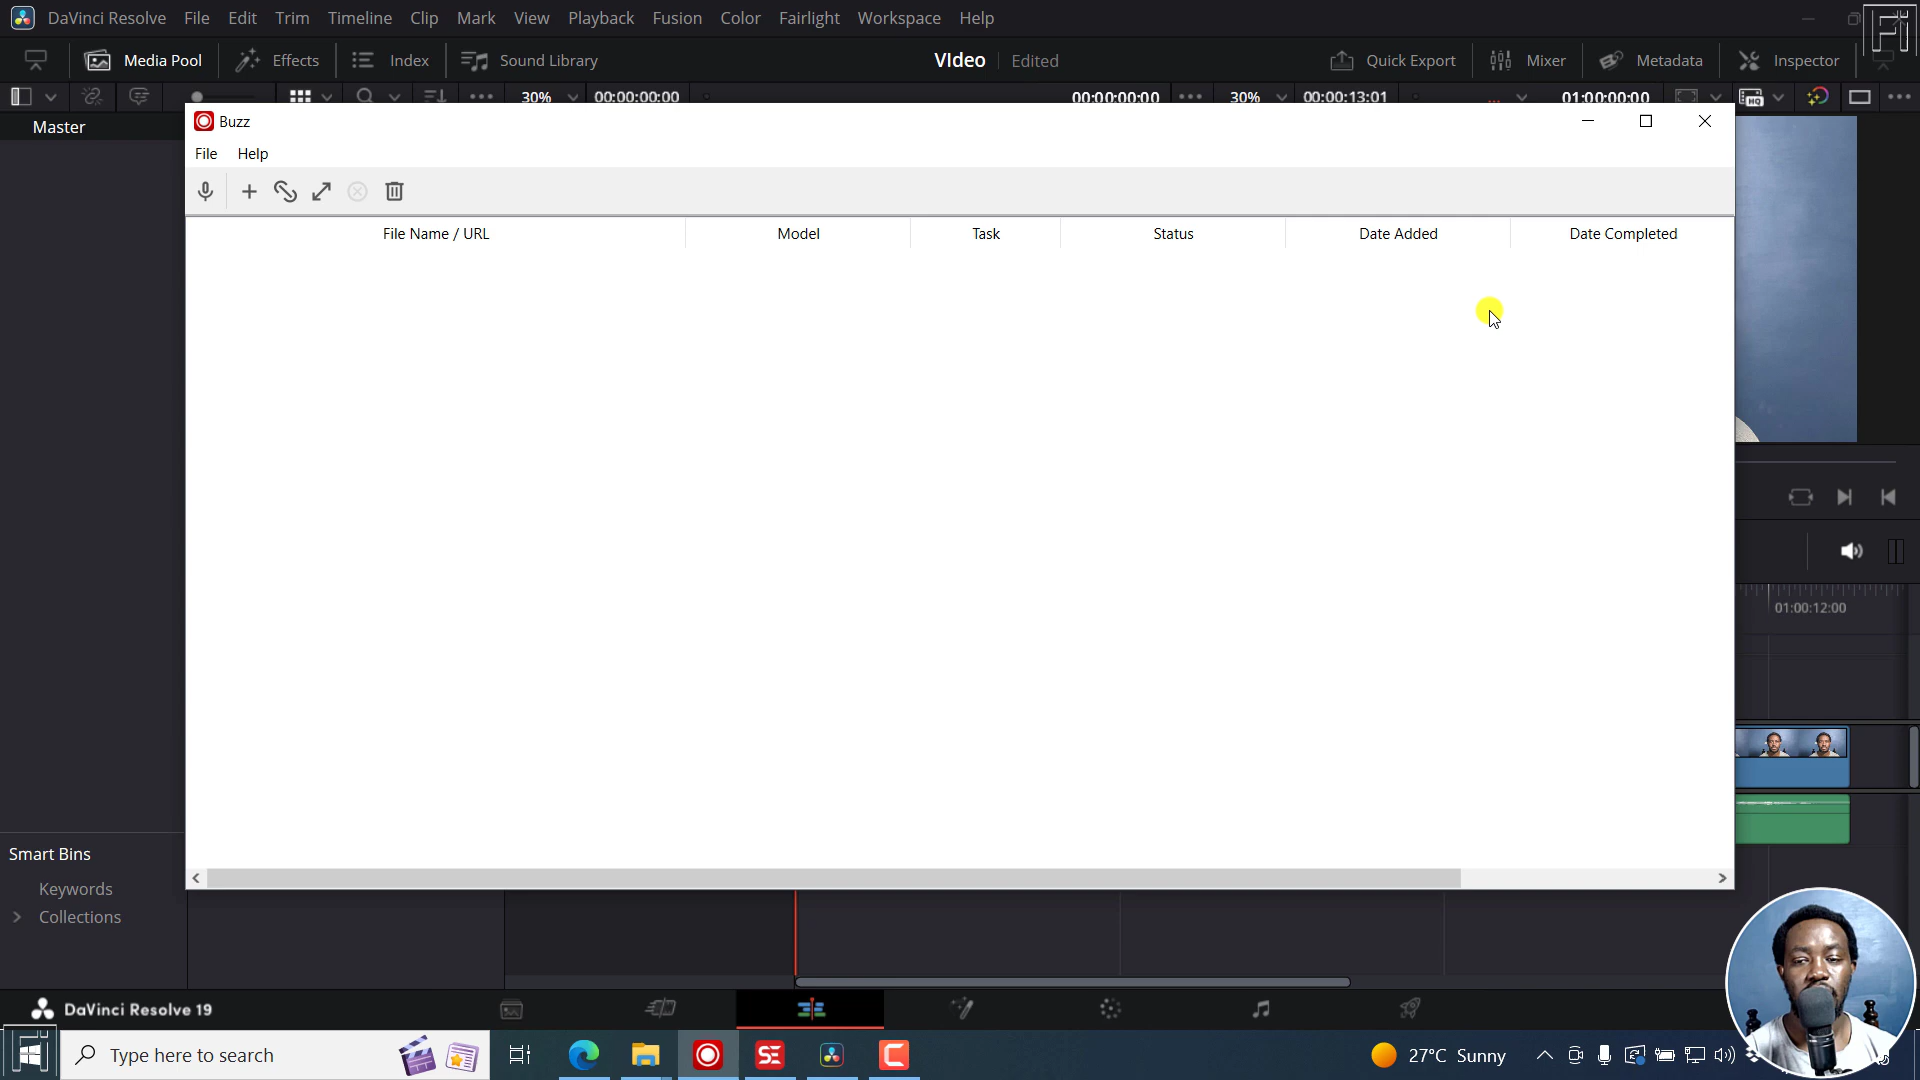 DaVinci Resolve File Edit Trim Timeline Clip Mark View Playback Fusion Color Fairlight Workspace Help
Fi
Media Pool Effects Index Sound Library VIdeo Edited Quick Export Mixer Metadata Inspector
30% 00:00:00:00 00:00:00:00 30% 00:00:13:01 01:00:00:00 HQ
Master
Buzz
File Help
File Name / URL Model Task Status Date Added Date Completed
01:00:12:00
Smart Bins
Keywords
Collections
DaVinci Resolve 19
Type here to search
SE
27°C Sunny